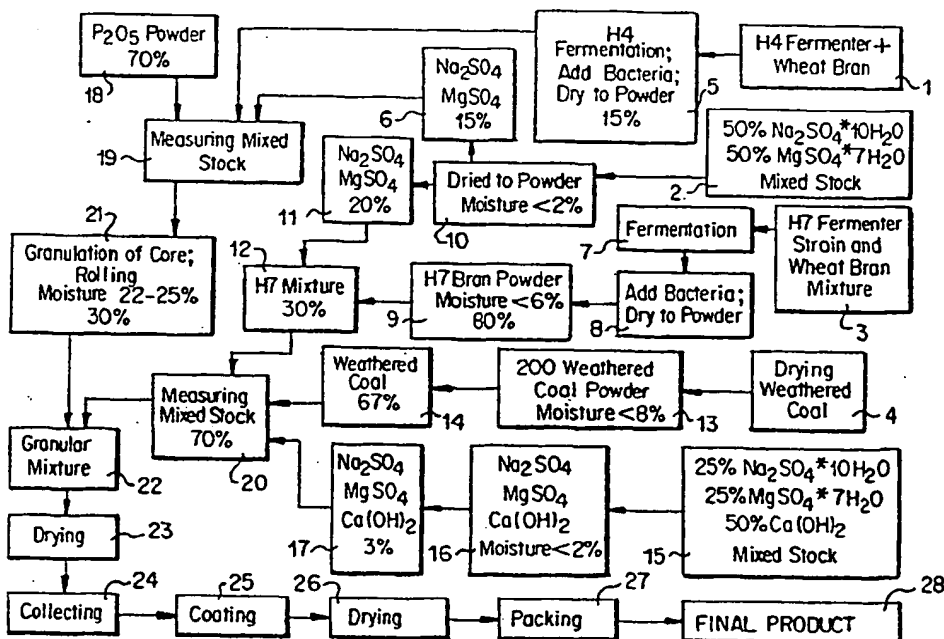 P₂O₅ Powder
70%
18
Na₂SO₄
MgSO₄
15%
6
H4
Fermentation;
Add Bacteria;
Dry to Powder
15%
5
H4 Fermenter+
Wheat Bran
1
Measuring Mixed
Stock
19
Na₂SO₄
MgSO₄
20%
11
Dried to Powder
Moisture <2%
10
50% Na₂SO₄*10H₂O
50% MgSO₄*7H₂O
Mixed Stock
2
21
Granulation of Core;
Rolling
Moisture 22-25%
30%
12
H7 Mixture
30%
H7 Bran Powder
Moisture <6%
80%
9
Fermentation
7
Add Bacteria;
Dry to Powder
8
H7 Fermenter
Strain and
Wheat Bran
Mixture
3
Measuring
Mixed Stock
70%
20
Weathered
Coal
67%
14
200 Weathered
Coal Powder
Moisture <8%
13
Drying
Weathered
Coal
4
Granular
Mixture
22
Na₂SO₄
MgSO₄
Ca(OH)₂
3%
17
Na₂SO₄
MgSO₄
Ca(OH)₂
Moisture <2%
16
25% Na₂SO₄*10H₂O
25% MgSO₄*7H₂O
50% Ca(OH)₂
Mixed Stock
15
Drying
23
Collecting
24
Coating
25
Drying
26
Packing
27
FINAL PRODUCT
28